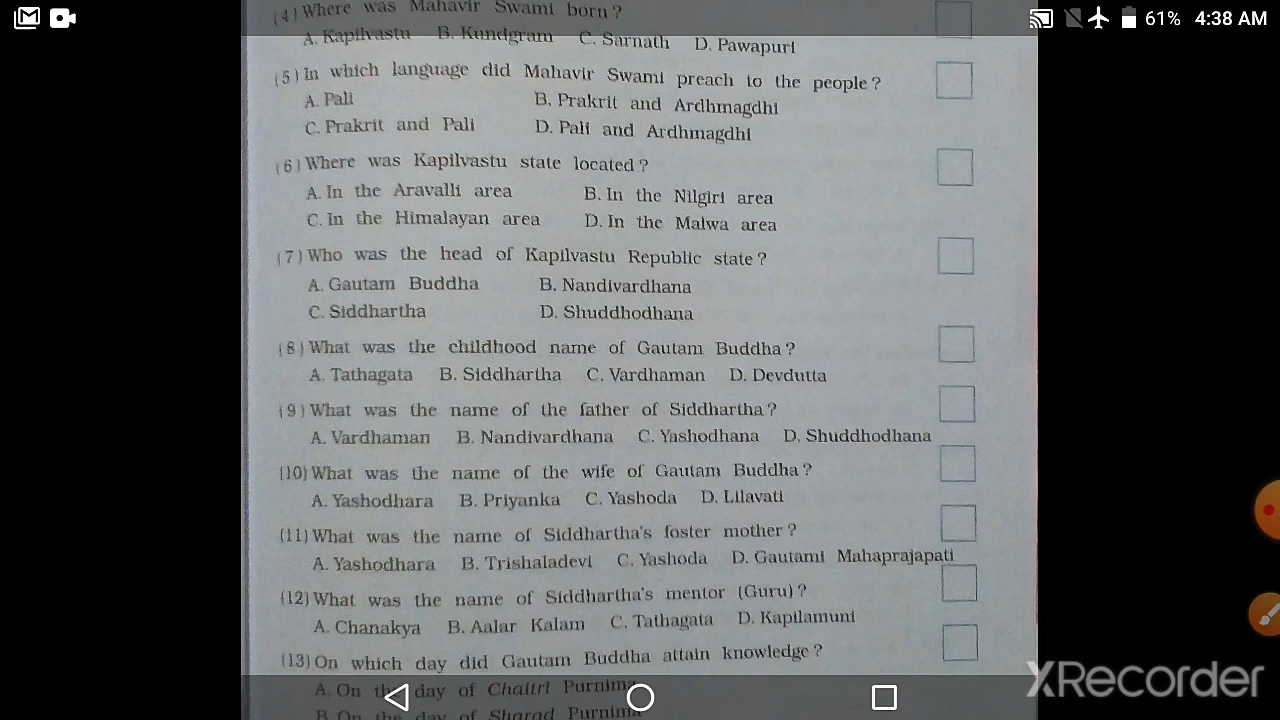 61% 4:38 AM
(4) Where was Mahavir Swami born?
A. Kapilvastu B. Kundgram C. Sarnath D. Pawapuri
(5) In which language did Mahavir Swami preach to the people?
A. Pali B. Prakrit and Ardhmagdhi
C. Prakrit and Pali D. Pali and Ardhmagdhi
(6) Where was Kapilvastu state located?
A. In the Aravalli area B. In the Nilgiri area
C. In the Himalayan area D. In the Malwa area
(7) Who was the head of Kapilvastu Republic state?
A. Gautam Buddha B. Nandivardhana
C. Siddhartha D. Shuddhodhana
(8) What was the childhood name of Gautam Buddha?
A. Tathagata B. Siddhartha C. Vardhaman D. Devdutta
(9) What was the name of the father of Siddhartha?
A. Vardhaman B. Nandivardhana C. Yashodhana D. Shuddhodhana
(10) What was the name of the wife of Gautam Buddha?
A. Yashodhara B. Priyanka C. Yashoda D. Lilavati
(11) What was the name of Siddhartha's foster mother?
A. Yashodhara B. Trishaladevi C. Yashoda D. Gautami Mahaprajapati
(12) What was the name of Siddhartha's mentor (Guru)?
A. Chanakya B. Aalar Kalam C. Tathagata D. Kapilamuni
(13) On which day did Gautam Buddha attain knowledge?
A. On the day of Chaitri Purnima
B. On the day of Sharad Purnima
XRecorder